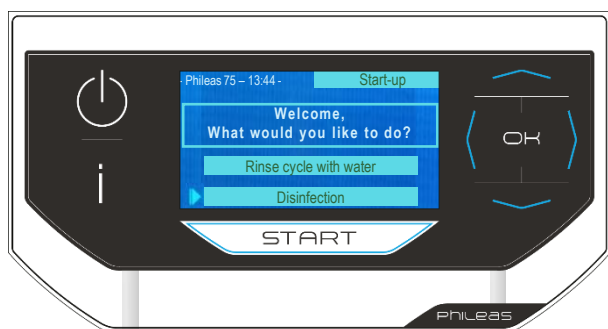 - Phileas 75 – 13:44 -
Start-up
Welcome,
What would you like to do?
Rinse cycle with water
Disinfection
i
OK
START
PHILEAS